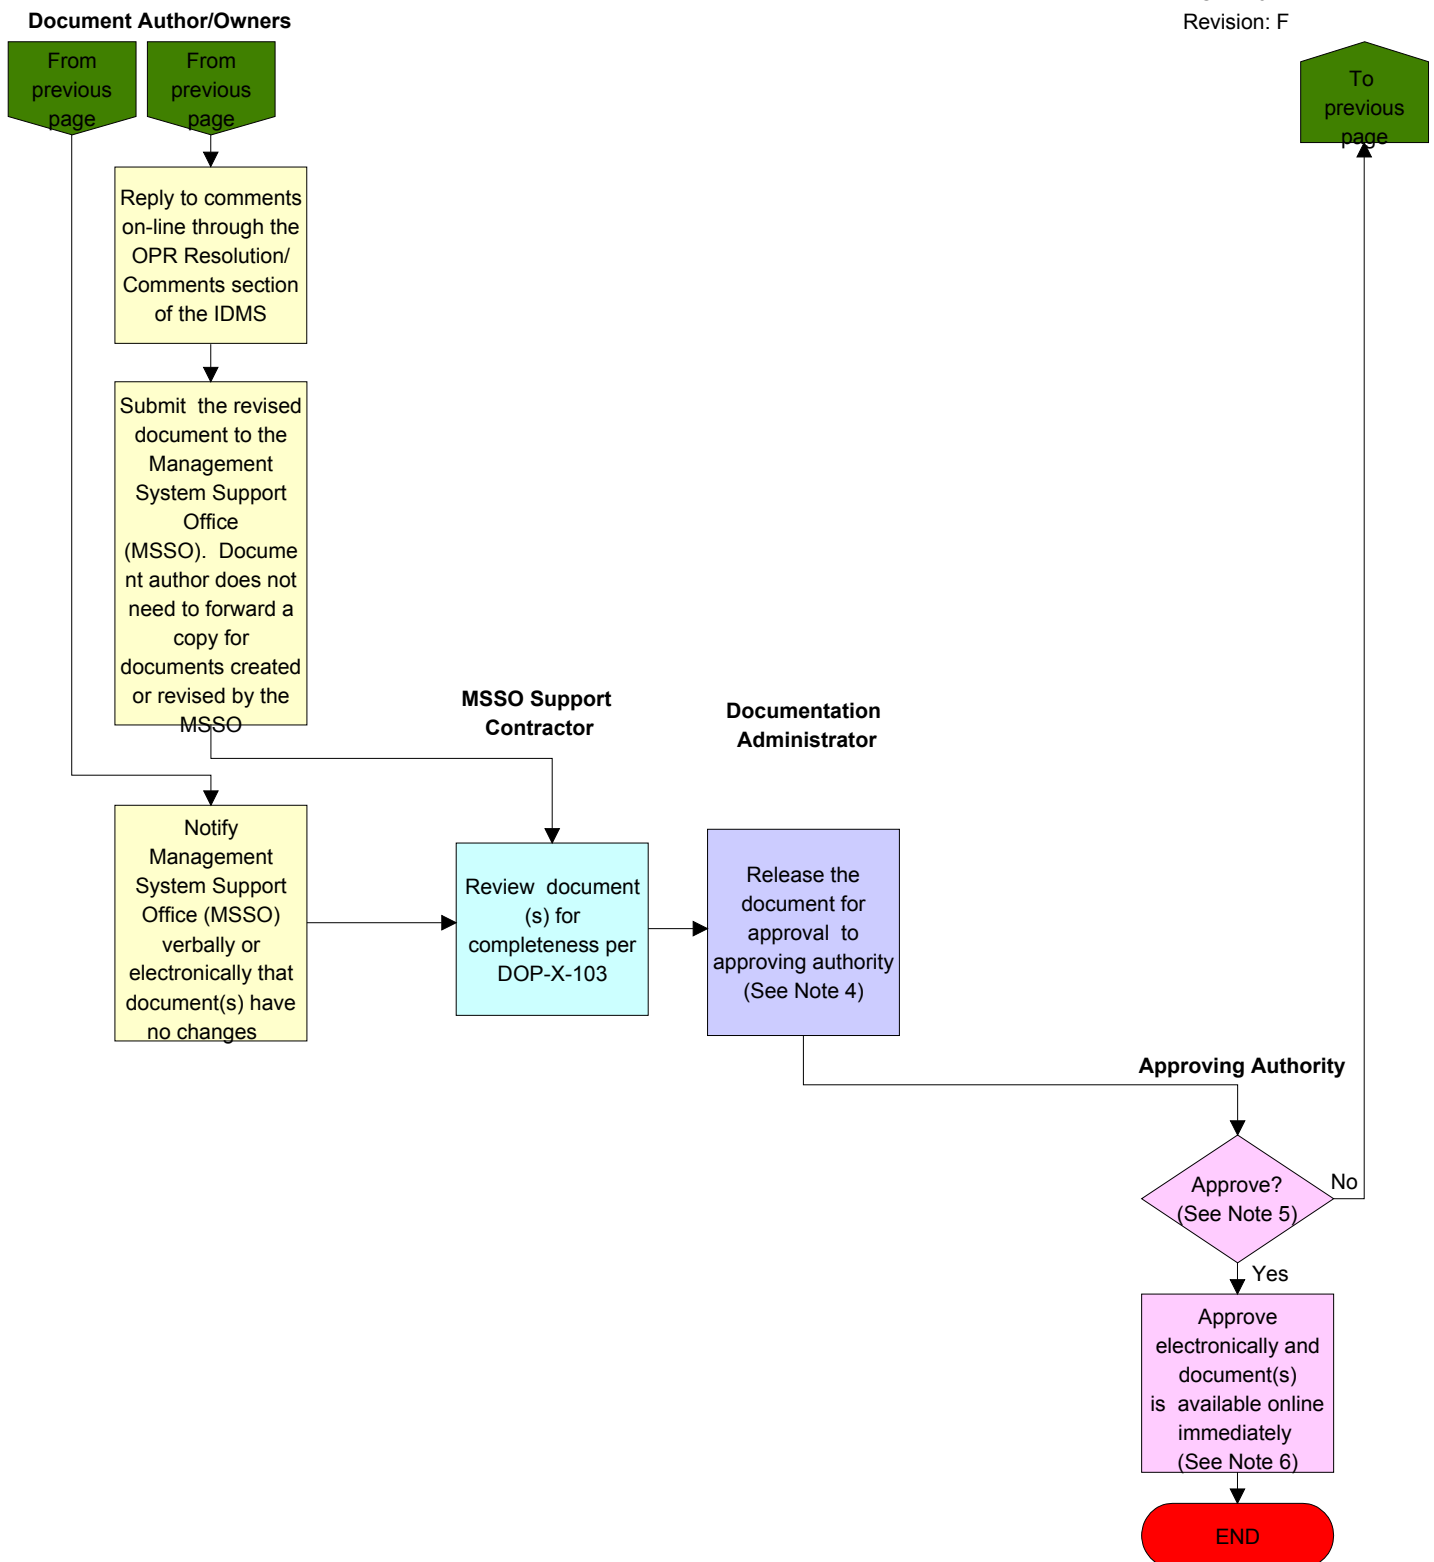 Document Author/Owners
Revision: F
From
previous
page
From
previous
page
To
previous
page
Reply to comments
on-line through the
OPR Resolution/
Comments section
of the IDMS
Submit the revised
document to the
Management
System Support
Office
(MSSO). Docume
nt author does not
need to forward a
copy for
documents created
or revised by the
MSSO
MSSO Support
Contractor
Documentation
Administrator
Notify
Management
System Support
Office (MSSO)
verbally or
electronically that
document(s) have
no changes
Review document
(s) for
completeness per
DOP-X-103
Release the
document for
approval to
approving authority
(See Note 4)
Approving Authority
Approve?
(See Note 5)
No
Yes
Approve
electronically and
document(s)
is available online
immediately
(See Note 6)
END